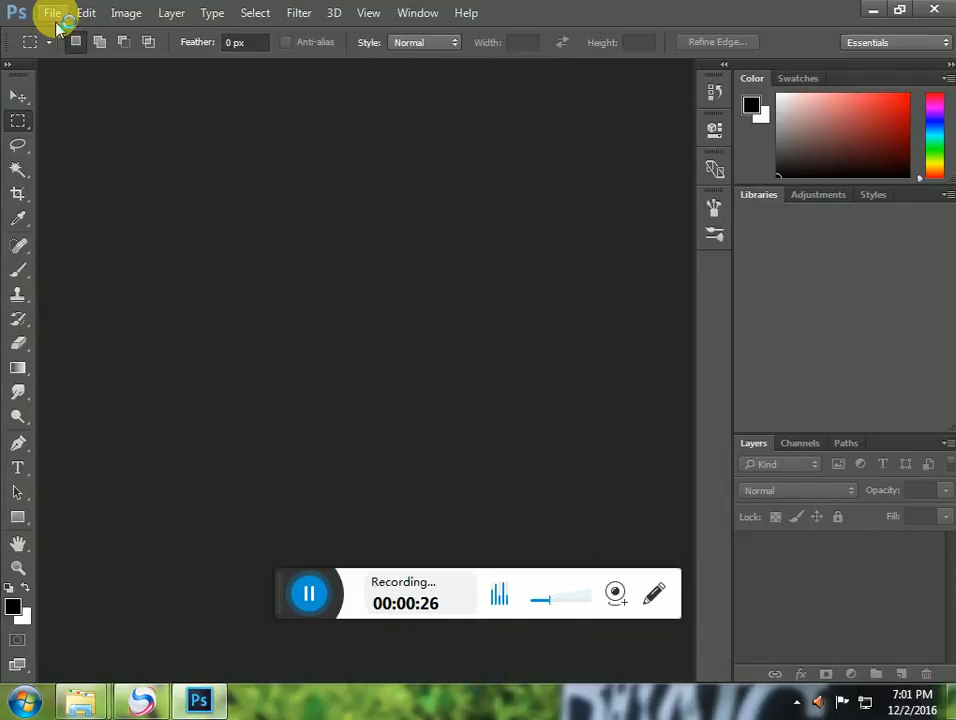 Ps File Edit Image Layer Type Select Filter 3D View Window Help
Feather: 0 px Anti-alias Style: Normal Width: Height: Refine Edge... Essentials
Color Swatches
Libraries Adjustments Styles
Layers Channels Paths
Kind
Normal Opacity:
Lock: Fill:
Recording...
00:00:26
T
fx
Ps
7:01 PM
12/2/2016